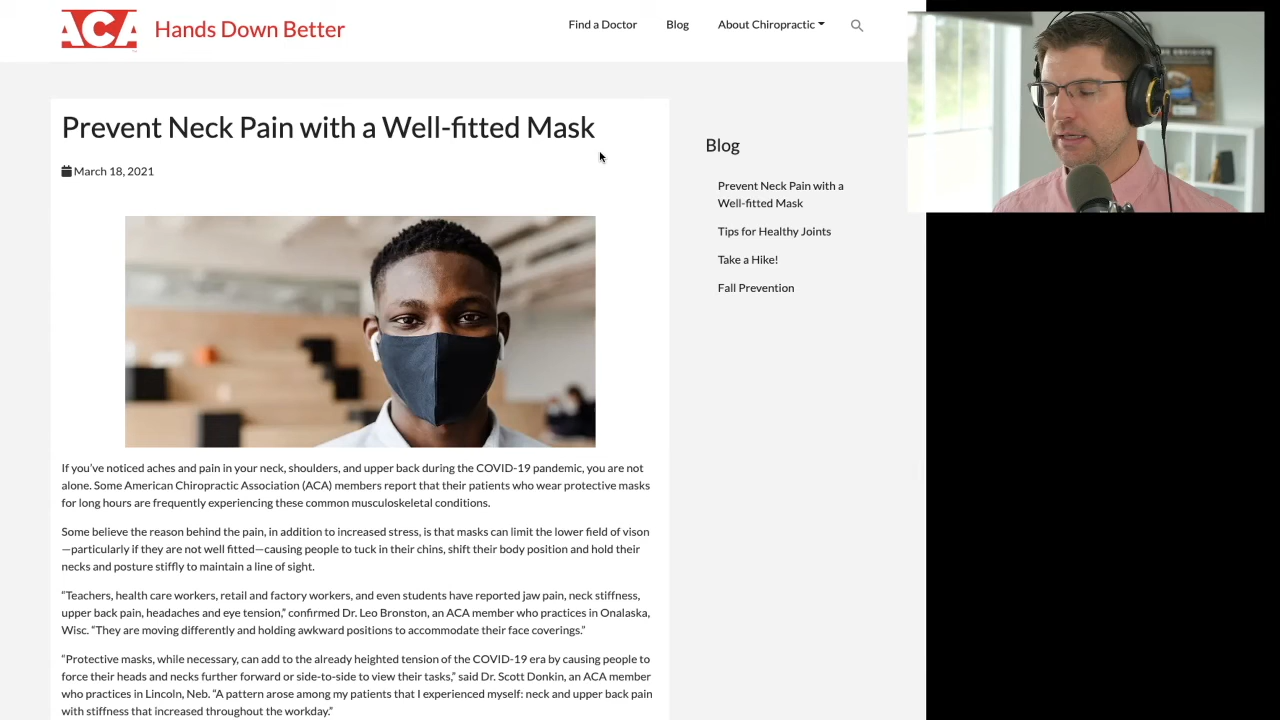 ACA Hands Down Better
Find a Doctor Blog About Chiropractic
Prevent Neck Pain with a Well-fitted Mask
March 18, 2021
Blog
Prevent Neck Pain with a
Well-fitted Mask
Tips for Healthy Joints
Take a Hike!
Fall Prevention
If you’ve noticed aches and pain in your neck, shoulders, and upper back during the COVID-19 pandemic, you are not
alone. Some American Chiropractic Association (ACA) members report that their patients who wear protective masks
for long hours are frequently experiencing these common musculoskeletal conditions.
Some believe the reason behind the pain, in addition to increased stress, is that masks can limit the lower field of vison
—particularly if they are not well fitted—causing people to tuck in their chins, shift their body position and hold their
necks and posture stiffly to maintain a line of sight.
“Teachers, health care workers, retail and factory workers, and even students have reported jaw pain, neck stiffness,
upper back pain, headaches and eye tension,” confirmed Dr. Leo Bronston, an ACA member who practices in Onalaska,
Wisc. “They are moving differently and holding awkward positions to accommodate their face coverings.”
“Protective masks, while necessary, can add to the already heighted tension of the COVID-19 era by causing people to
force their heads and necks further forward or side-to-side to view their tasks,” said Dr. Scott Donkin, an ACA member
who practices in Lincoln, Neb. “A pattern arose among my patients that I experienced myself: neck and upper back pain
with stiffness that increased throughout the workday.”